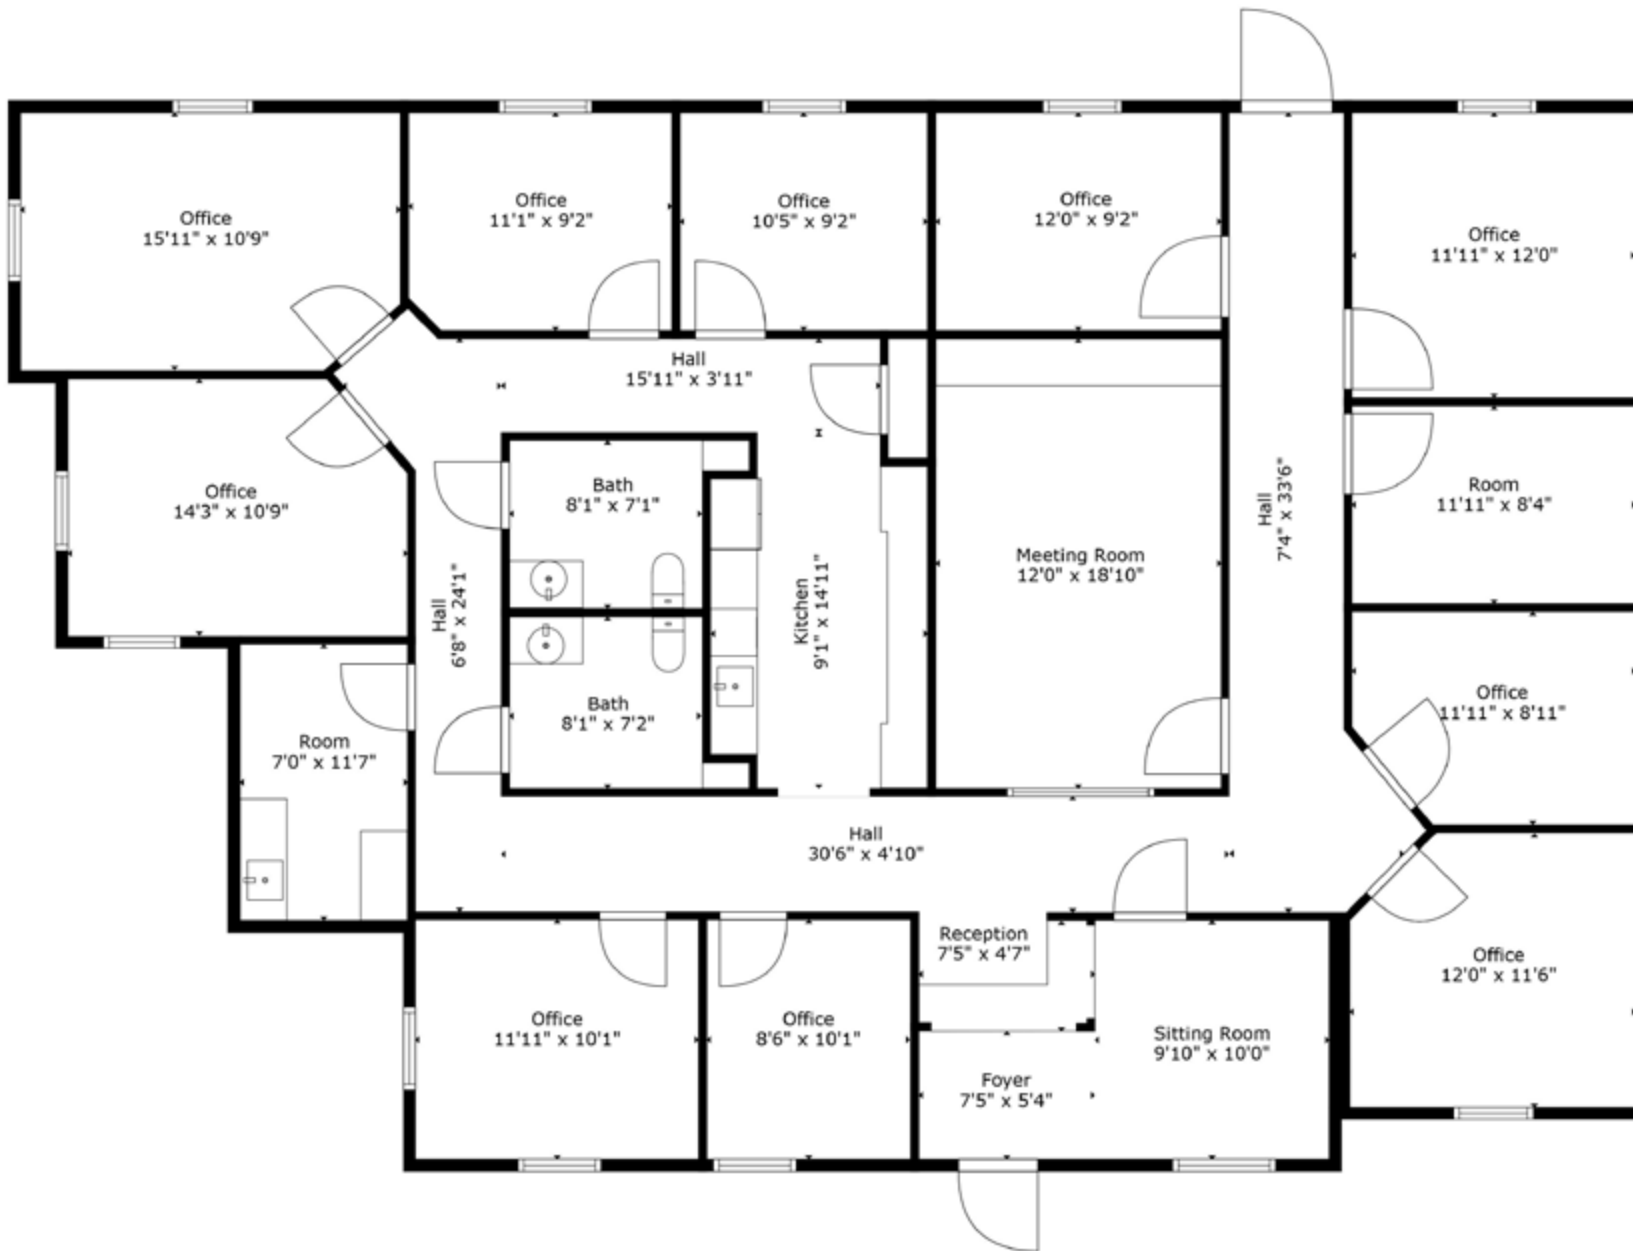 Office
15'11" x 10'9"
Office
11'1" x 9'2"
Office
10'5" x 9'2"
Office
12'0" x 9'2"
Office
11'11" x 12'0"
Hall
15'11" x 3'11"
Office
14'3" x 10'9"
Bath
8'1" x 7'1"
Hall
6'8" x 24'1"
Kitchen
9'1" x 14'11"
Meeting Room
12'0" x 18'10"
Hall
7'4" x 33'6"
Room
11'11" x 8'4"
Room
7'0" x 11'7"
Bath
8'1" x 7'2"
Office
11'11" x 8'11"
Hall
30'6" x 4'10"
Reception
7'5" x 4'7"
Office
12'0" x 11'6"
Office
11'11" x 10'1"
Office
8'6" x 10'1"
Foyer
7'5" x 5'4"
Sitting Room
9'10" x 10'0"